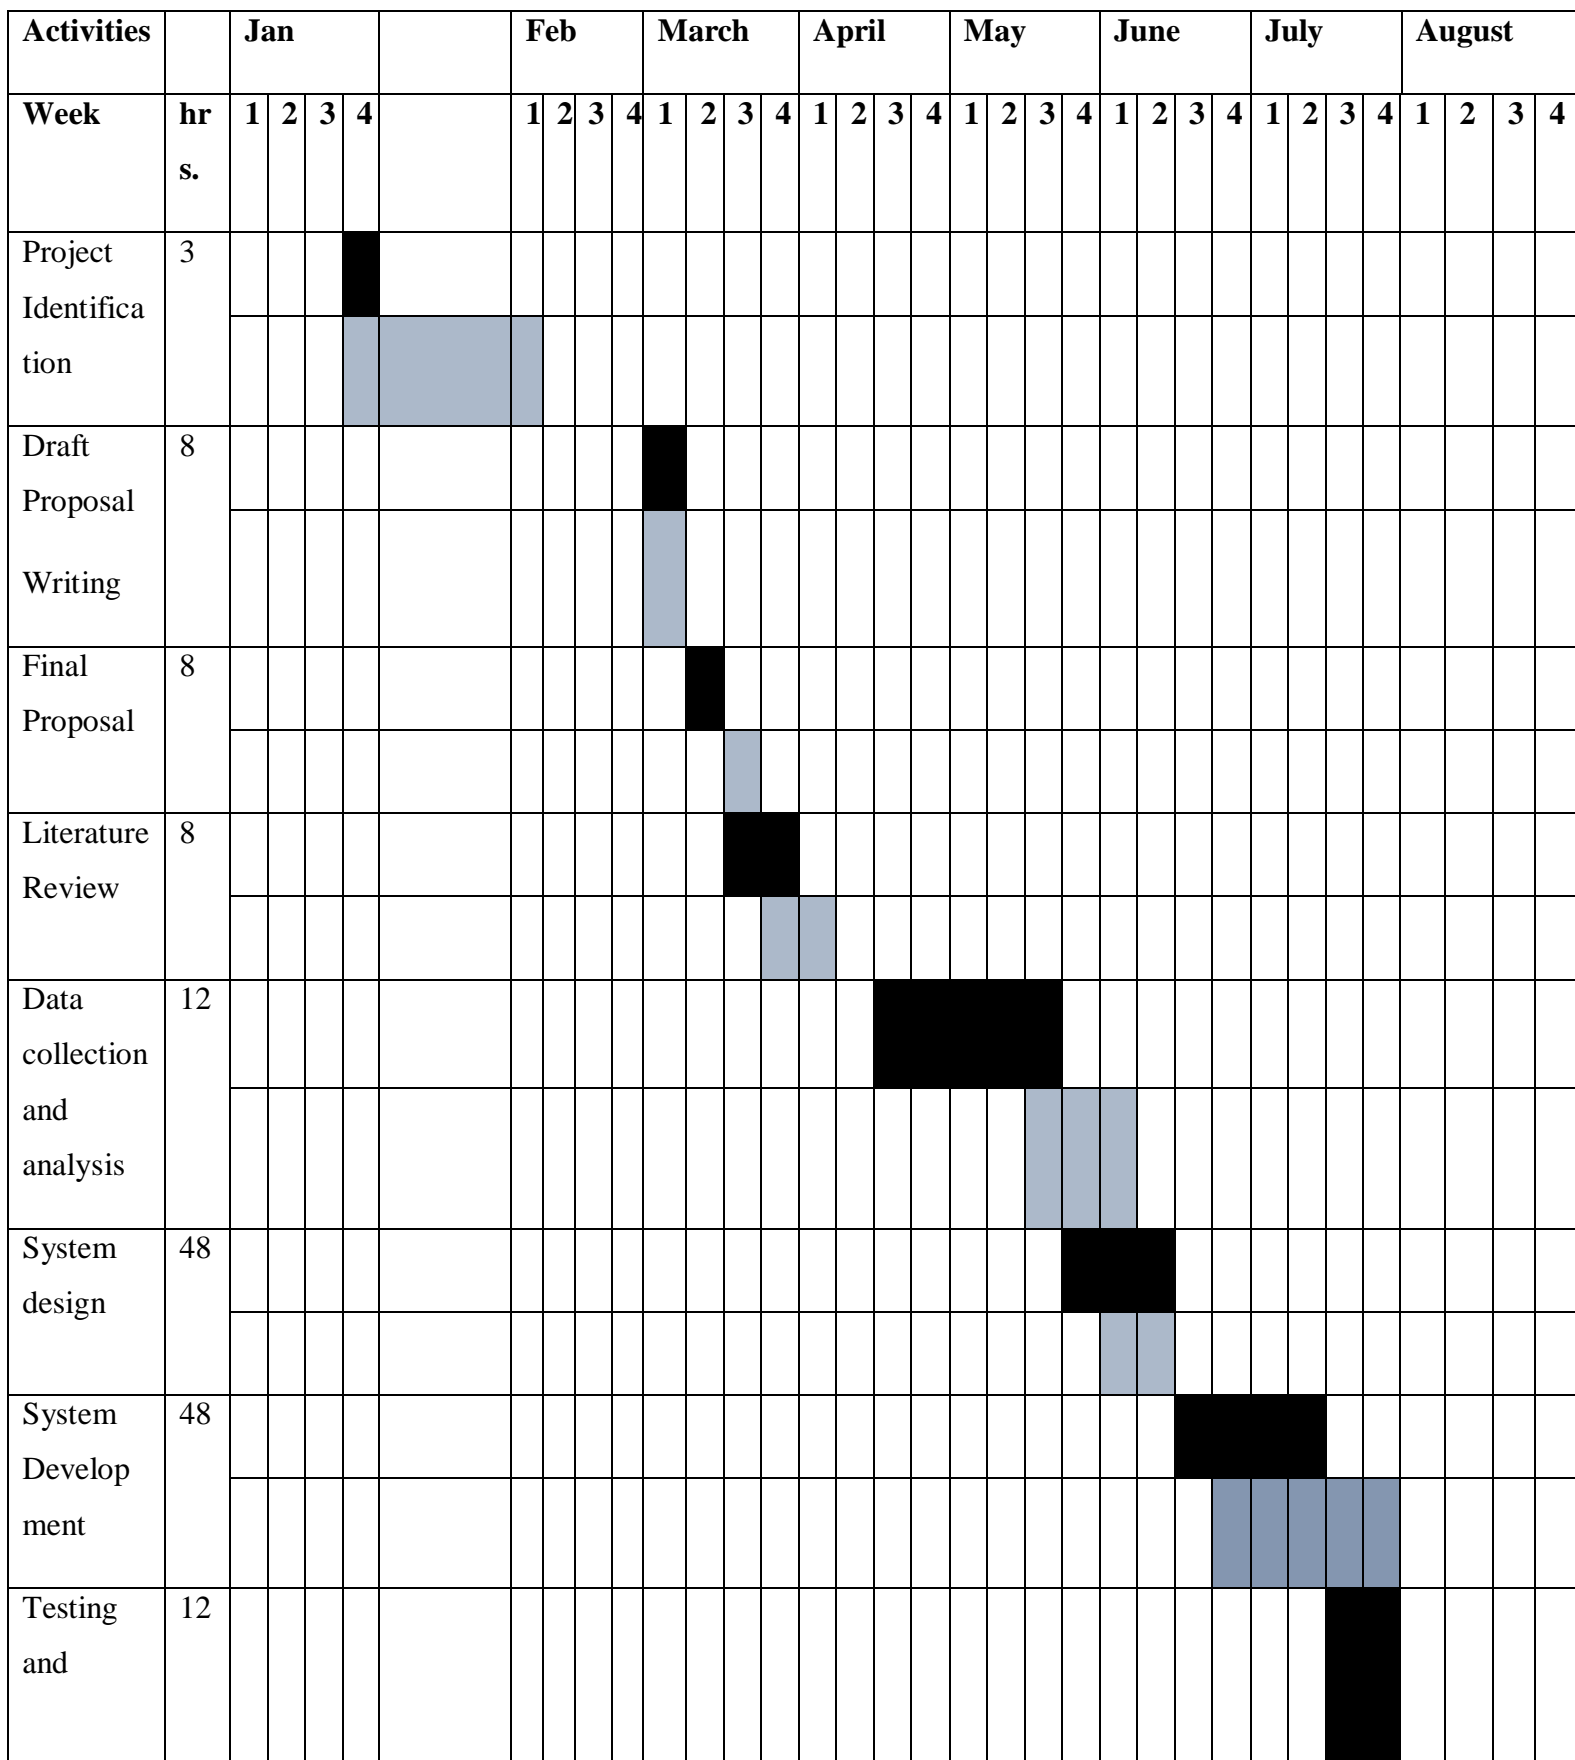 Activities Jan Feb March April May June July August
Week hr 1 2 3 4 1 2 3 4 1 2 3 4 1 2 3 4 1 2 3 4 1 2 3 4 1 2 3 4 1 2 3 4
s.
Project 3
Identifica
tion
Draft 8
Proposal
Writing
Final 8
Proposal
Literature 8
Review
Data 12
collection
and
analysis
System 48
design
System 48
Develop
ment
Testing 12
and